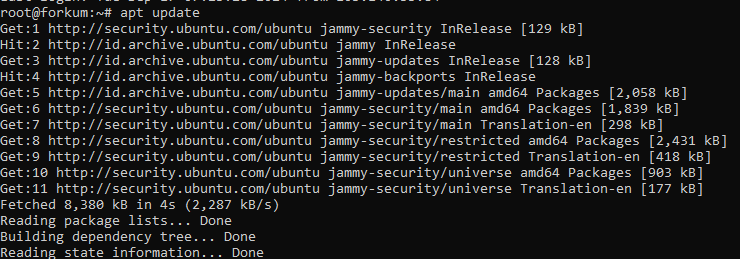 root@forkum:~# apt update
Get:1 http://security.ubuntu.com/ubuntu jammy-security InRelease [129 kB]
Hit:2 http://id.archive.ubuntu.com/ubuntu jammy InRelease
Get:3 http://id.archive.ubuntu.com/ubuntu jammy-updates InRelease [128 kB]
Hit:4 http://id.archive.ubuntu.com/ubuntu jammy-backports InRelease
Get:5 http://id.archive.ubuntu.com/ubuntu jammy-updates/main amd64 Packages [2,058 kB]
Get:6 http://security.ubuntu.com/ubuntu jammy-security/main amd64 Packages [1,839 kB]
Get:7 http://security.ubuntu.com/ubuntu jammy-security/main Translation-en [298 kB]
Get:8 http://security.ubuntu.com/ubuntu jammy-security/restricted amd64 Packages [2,431 kB]
Get:9 http://security.ubuntu.com/ubuntu jammy-security/restricted Translation-en [418 kB]
Get:10 http://security.ubuntu.com/ubuntu jammy-security/universe amd64 Packages [903 kB]
Get:11 http://security.ubuntu.com/ubuntu jammy-security/universe Translation-en [177 kB]
Fetched 8,380 kB in 4s (2,287 kB/s)
Reading package lists... Done
Building dependency tree... Done
Reading state information... Done